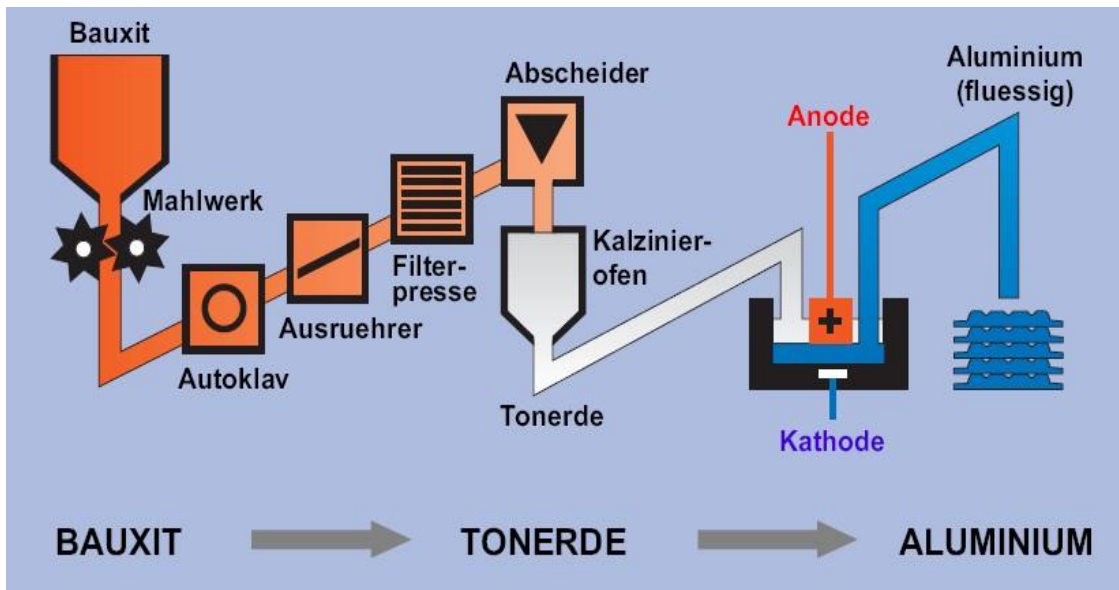 Bauxit
Mahlwerk
Autoklav
Ausruehrer
Filter-
presse
Abscheider
Kalzinier-
ofen
Tonerde
Anode
+
Kathode
Aluminium
(fluessig)
BAUXIT
TONERDE
ALUMINIUM